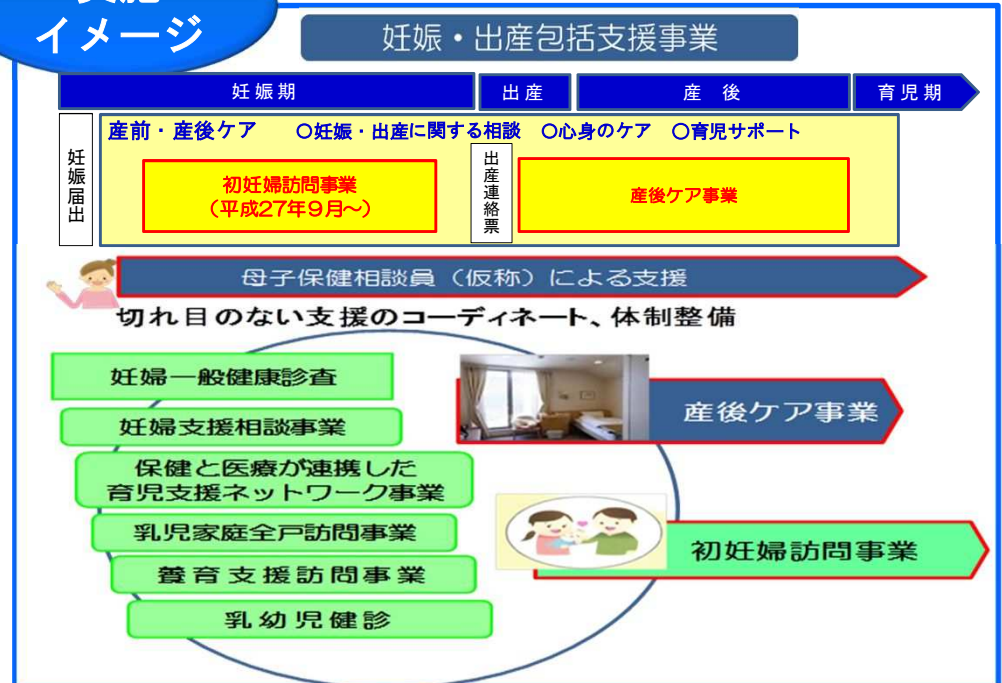 イメージ
妊娠・出産包括支援事業
妊娠期
出産
産後
育児期
妊娠届出
産前・産後ケア ○妊娠・出産に関する相談 ○心身のケア ○育児サポート
初妊婦訪問事業
（平成27年9月～）
出産連絡票
産後ケア事業
母子保健相談員（仮称）による支援
切れ目のない支援のコーディネート、体制整備
妊婦一般健康診査
妊婦支援相談事業
保健と医療が連携した
育児支援ネットワーク事業
乳児家庭全戸訪問事業
養育支援訪問事業
乳幼児健診
産後ケア事業
初妊婦訪問事業